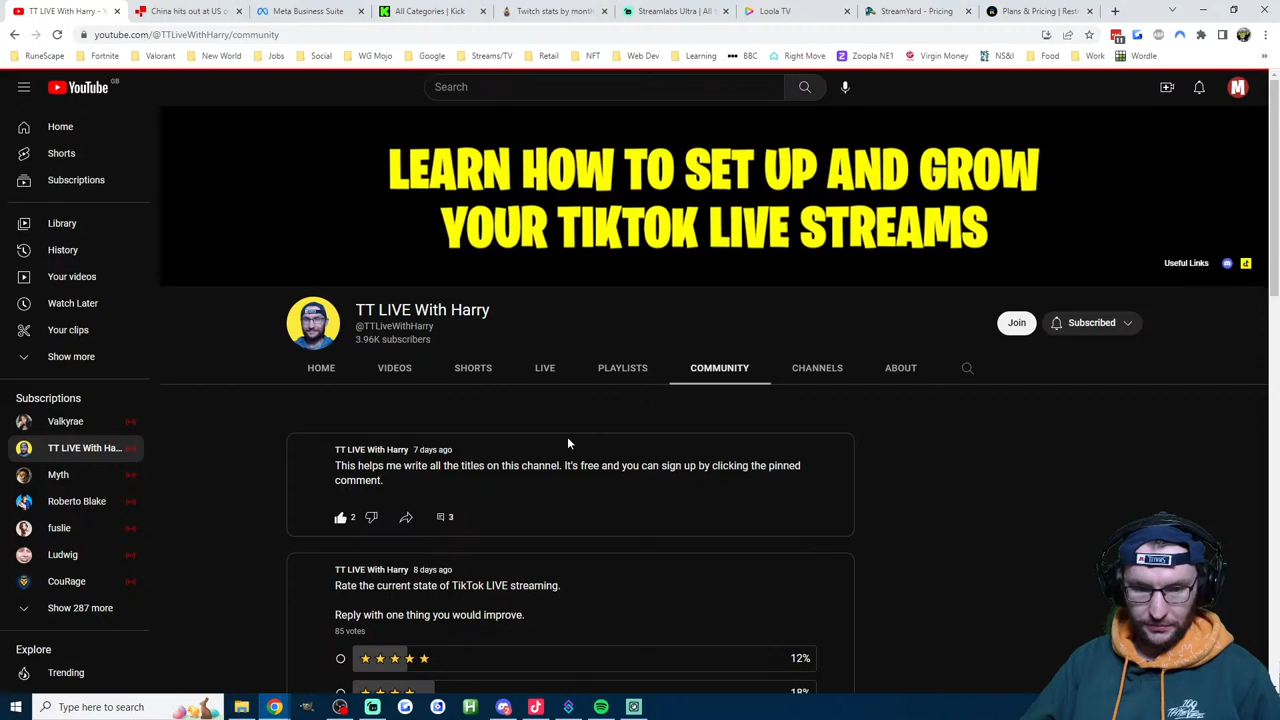 TT LIVE With Harry - Y
China hits out at US o
Meta Business Suite
All Categories | Kick
Twitch stats by month
Streamlabs Ultra | All
Loola TV
StreamYard - Pricing
Plans & Pricing | Rest
youtube.com/@TTLiveWithHarry/community
RuneScape
Fortnite
Valorant
Jobs
Social
WG Mojo
Google
Streams/TV
Retail
NFT
Web Dev
Learning
BBC
Right Move
Zoopla NE1
Virgin Money
NS&I
Food
Work
Wordle
YouTube GB
Search
M
Home
Shorts
Subscriptions
Library
History
Your videos
Watch Later
Your clips
Show more
Subscriptions
Valkyrae
TT LIVE With Ha...
Myth
Roberto Blake
fuslie
Ludwig
CouRage
Show 287 more
Explore
Trending
LEARN HOW TO SET UP AND GROW
YOUR TIKTOK LIVE STREAMS
Useful Links
TT LIVE With Harry
@TTLiveWithHarry
3.96K subscribers
Join
Subscribed
HOME
VIDEOS
SHORTS
LIVE
PLAYLISTS
COMMUNITY
CHANNELS
ABOUT
TT LIVE With Harry 7 days ago
This helps me write all the titles on this channel. It's free and you can sign up by clicking the pinned
comment.
2
3
TT LIVE With Harry 8 days ago
Rate the current state of TikTok LIVE streaming.
Reply with one thing you would improve.
85 votes
12%
18%
Type here to search